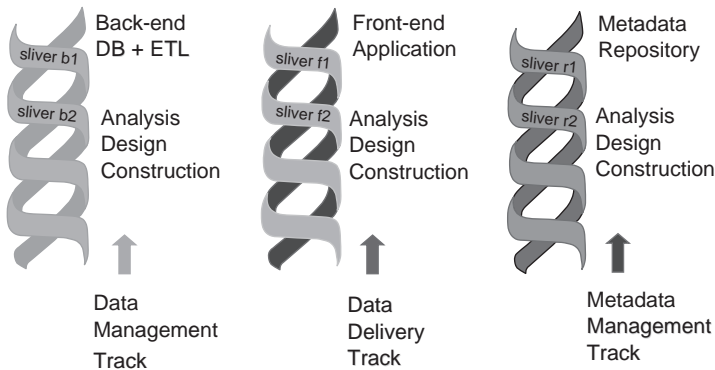 Back-end
DB + ETL
sliver b1
sliver b2
Analysis
Design
Construction
Data
Management
Track
Front-end
Application
sliver f1
sliver f2
Analysis
Design
Construction
Data
Delivery
Track
Metadata
Repository
sliver r1
sliver r2
Analysis
Design
Construction
Metadata
Management
Track